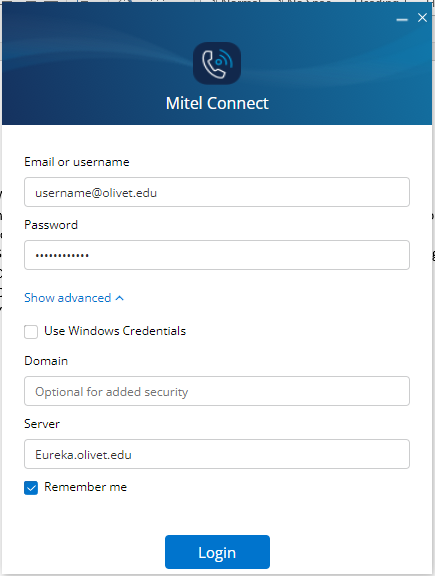 Mitel Connect
Email or username
username@olivet.edu
Password
••••••••••••
Show advanced
Use Windows Credentials
Domain
Optional for added security
Server
Eureka.olivet.edu
Remember me
Login